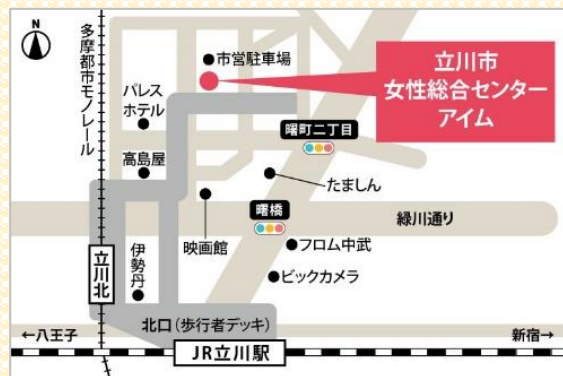 N
多摩都市モノレール
市営駐車場
立川市
女性総合センター
アイム
パレス
ホテル
曙町二丁目
高島屋
たましん
曙橋
緑川通り
映画館
フロム中武
立川北
伊勢丹
ビックカメラ
北口(歩行者デッキ)
←八王子
新宿→
JR立川駅